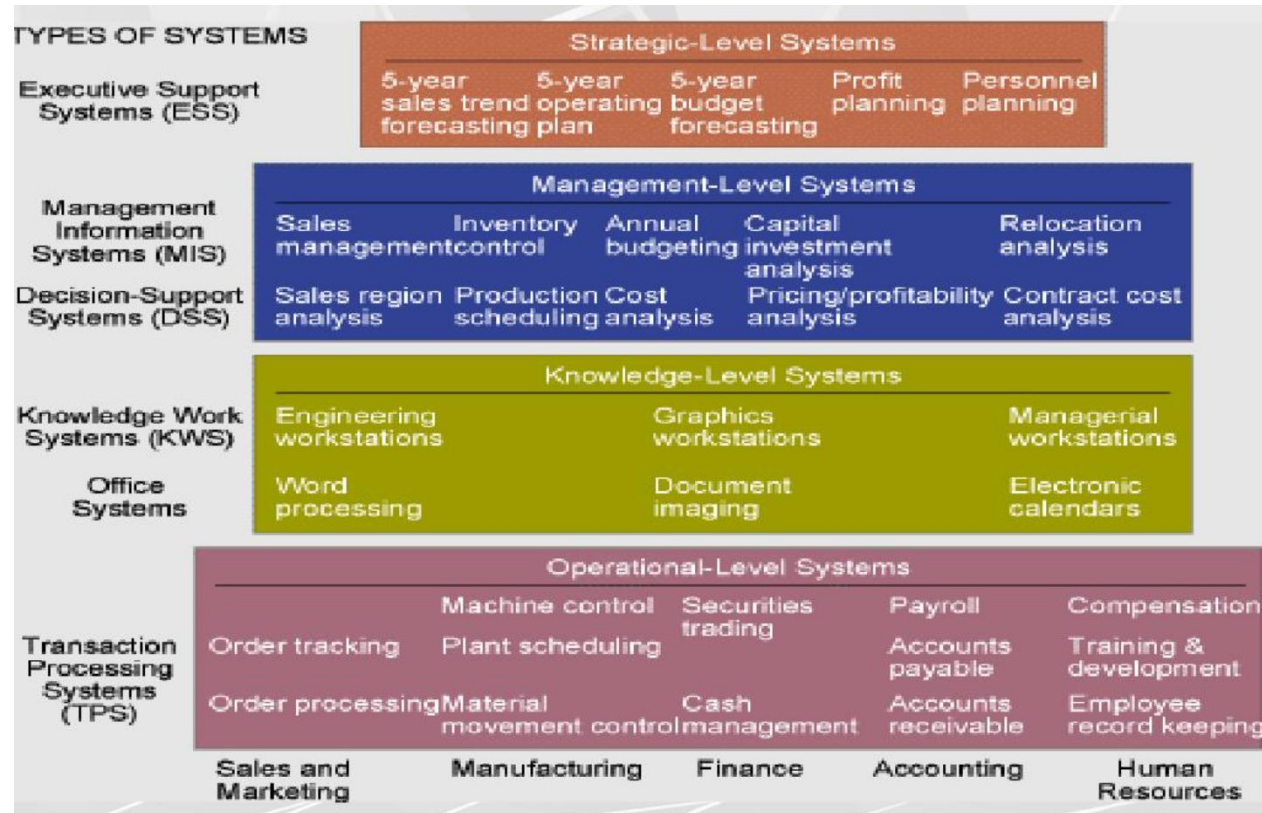 TYPES OF SYSTEMS
Strategic-Level Systems
Executive Support
Systems (ESS)
5-year
sales trend
forecasting
5-year
operating
plan
5-year
budget
forecasting
Profit
planning
Personnel
planning
Management-Level Systems
Management
Information
Systems (MIS)
Sales
management
Inventory
control
Annual
budgeting
Capital
investment
analysis
Relocation
analysis
Decision-Support
Systems (DSS)
Sales region
analysis
Production
scheduling
Cost
analysis
Pricing/profitability
analysis
Contract cost
analysis
Knowledge-Level Systems
Knowledge Work
Systems (KWS)
Engineering
workstations
Graphics
workstations
Managerial
workstations
Office
Systems
Word
processing
Document
imaging
Electronic
calendars
Operational-Level Systems
Transaction
Processing
Systems
(TPS)
Machine control
Securities
trading
Payroll
Compensation
Order tracking
Plant scheduling
Accounts
payable
Training &
development
Order processing
Material
movement control
Cash
management
Accounts
receivable
Employee
record keeping
Sales and
Marketing
Manufacturing
Finance
Accounting
Human
Resources